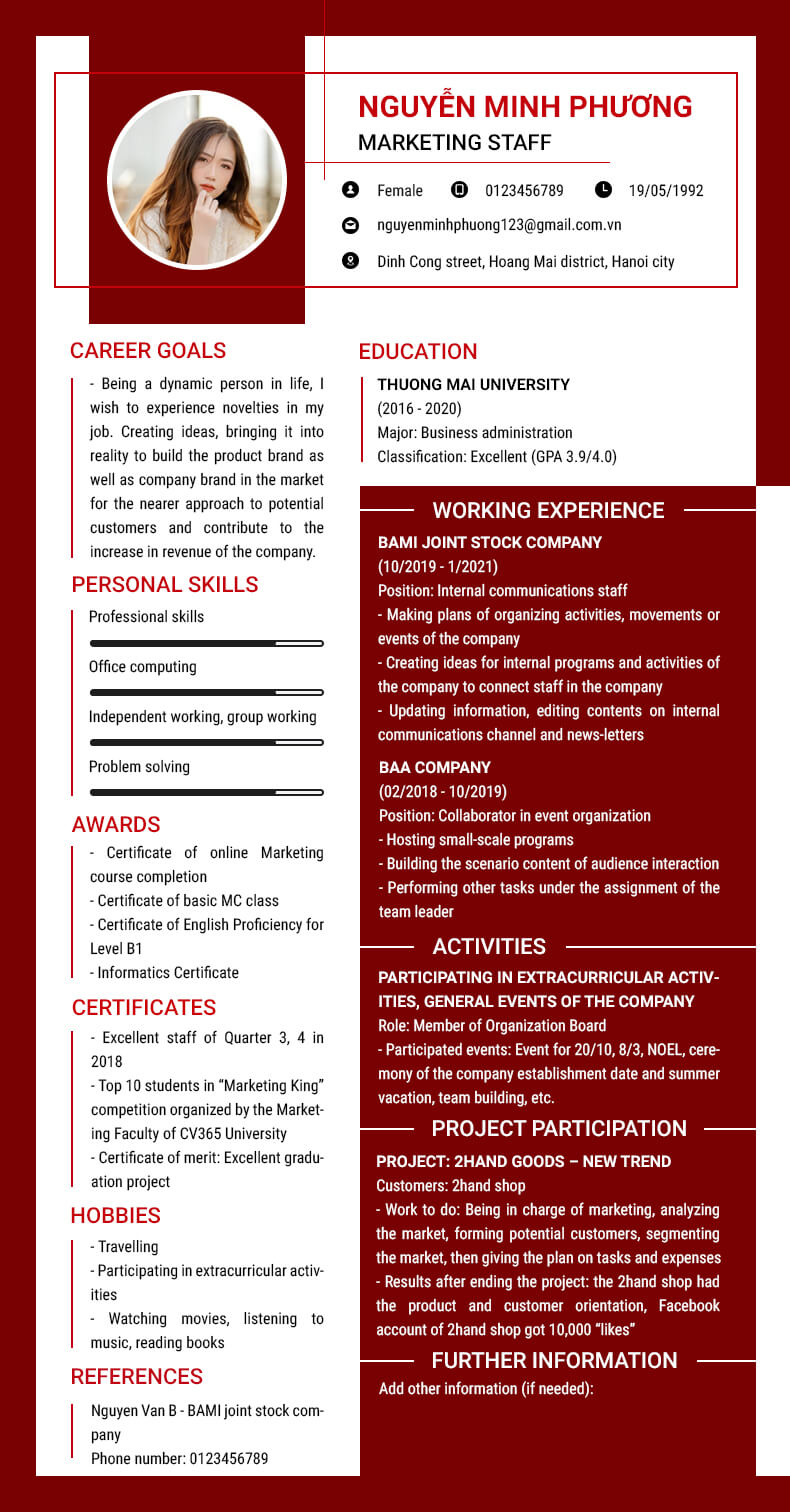 NGUYỄN MINH PHƯƠNG
MARKETING STAFF
Female 0123456789 19/05/1992
nguyenminhphuong123@gmail.com.vn
Dinh Cong street, Hoang Mai district, Hanoi city
CAREER GOALS
- Being a dynamic person in life, I
wish to experience novelties in my
job. Creating ideas, bringing it into
reality to build the product brand as
well as company brand in the market
for the nearer approach to potential
customers and contribute to the
increase in revenue of the company.
PERSONAL SKILLS
Professional skills
Office computing
Independent working, group working
Problem solving
AWARDS
- Certificate of online Marketing
course completion
- Certificate of basic MC class
- Certificate of English Proficiency for
Level B1
- Informatics Certificate
CERTIFICATES
- Excellent staff of Quarter 3, 4 in
2018
- Top 10 students in “Marketing King”
competition organized by the Market-
ing Faculty of CV365 University
- Certificate of merit: Excellent gradu-
ation project
HOBBIES
- Travelling
- Participating in extracurricular activ-
ities
- Watching movies, listening to
music, reading books
REFERENCES
Nguyen Van B - BAMI joint stock com-
pany
Phone number: 0123456789
EDUCATION
THUONG MAI UNIVERSITY
(2016 - 2020)
Major: Business administration
Classification: Excellent (GPA 3.9/4.0)
WORKING EXPERIENCE
BAMI JOINT STOCK COMPANY
(10/2019 - 1/2021)
Position: Internal communications staff
- Making plans of organizing activities, movements or
events of the company
- Creating ideas for internal programs and activities of
the company to connect staff in the company
- Updating information, editing contents on internal
communications channel and news-letters
BAA COMPANY
(02/2018 - 10/2019)
Position: Collaborator in event organization
- Hosting small-scale programs
- Building the scenario content of audience interaction
- Performing other tasks under the assignment of the
team leader
ACTIVITIES
PARTICIPATING IN EXTRACURRICULAR ACTIV-
ITIES, GENERAL EVENTS OF THE COMPANY
Role: Member of Organization Board
- Participated events: Event for 20/10, 8/3, NOEL, cere-
mony of the company establishment date and summer
vacation, team building, etc.
PROJECT PARTICIPATION
PROJECT: 2HAND GOODS – NEW TREND
Customers: 2hand shop
- Work to do: Being in charge of marketing, analyzing
the market, forming potential customers, segmenting
the market, then giving the plan on tasks and expenses
- Results after ending the project: the 2hand shop had
the product and customer orientation, Facebook
account of 2hand shop got 10,000 “likes”
FURTHER INFORMATION
Add other information (if needed):